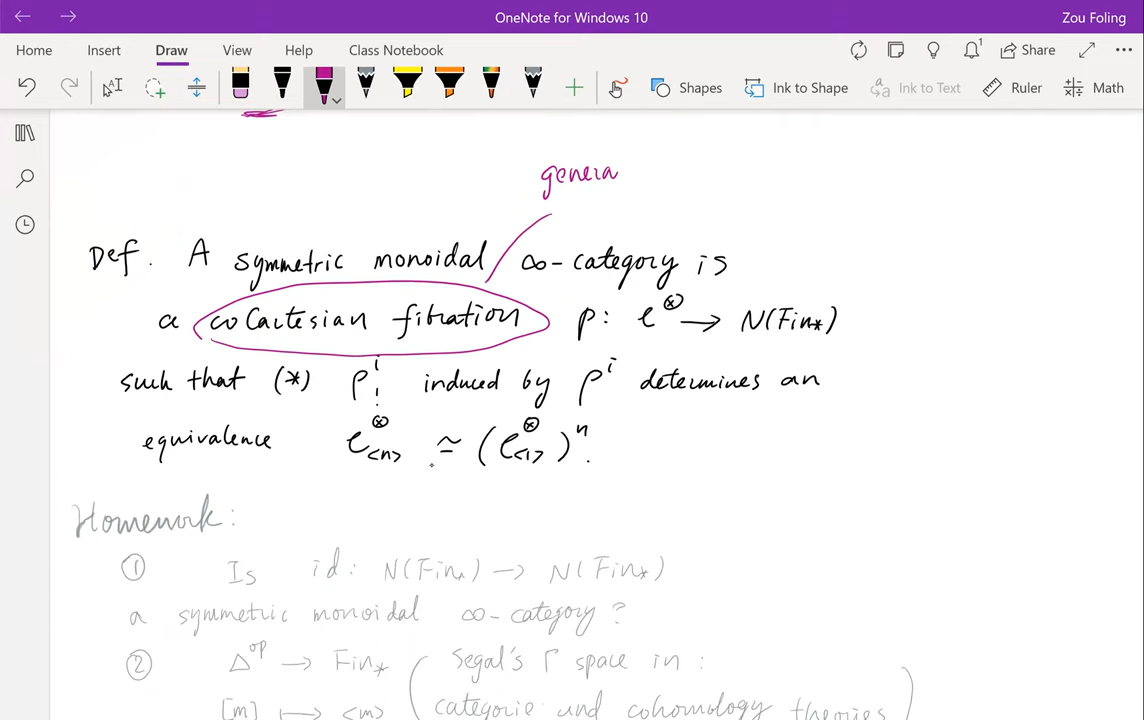 OneNote for Windows 10
Zou Foling
Home Insert Draw View Help Class Notebook
1
Share
Shapes Ink to Shape Ink to Text Ruler Math
genera
Def. A symmetric monoidal ∞-category is
a coCartesian fibration p: C^⊗ → N(Fin*)
such that (*) ρ^i_! induced by ρ^i determines an
equivalence C^⊗_<n> ≃ (C^⊗_<1>)^n.
Homework:
① Is id: N(Fin*) → N(Fin*)
a symmetric monoidal ∞-category?
② Δ^op → Fin* ( Segal's Γ space in:
[m] ↦ <m> categorie and cohomology theories )